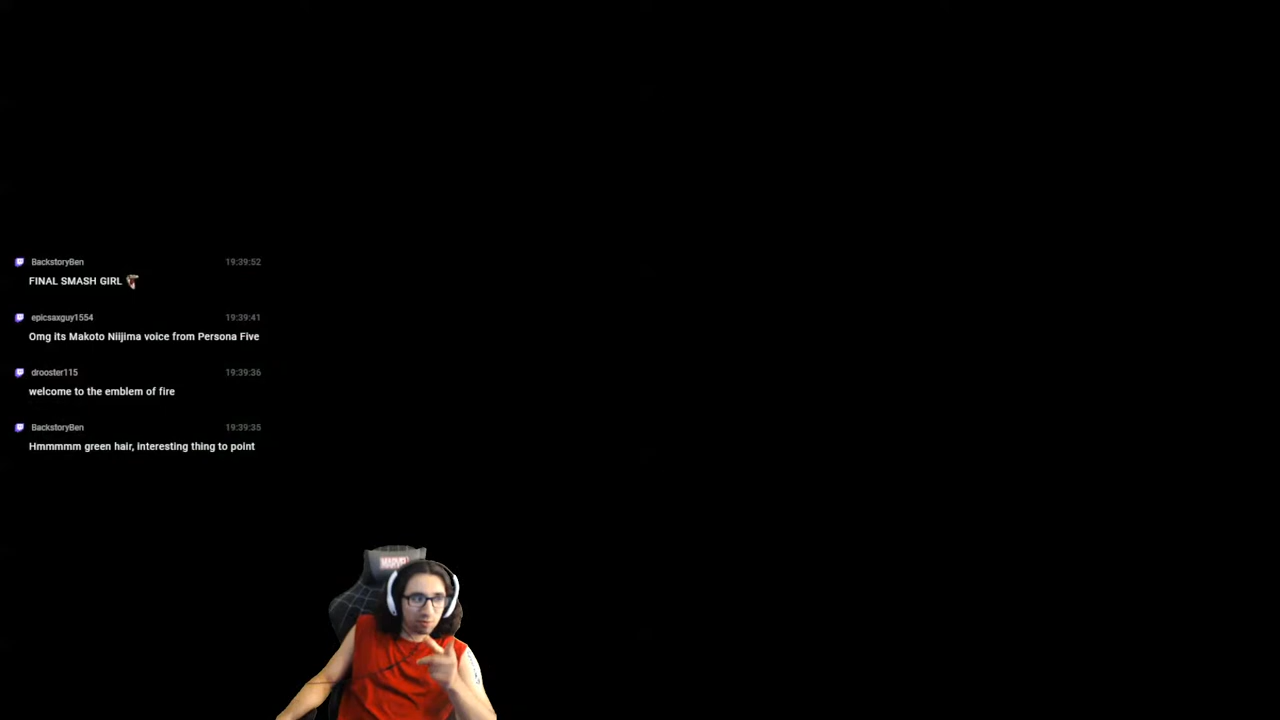 BackstoryBen 19:39:52
FINAL SMASH GIRL
epicsaxguy1554 19:39:41
Omg its Makoto Niijima voice from Persona Five
drooster115 19:39:36
welcome to the emblem of fire
BackstoryBen 19:39:35
Hmmmmm green hair, interesting thing to point
MARVEL